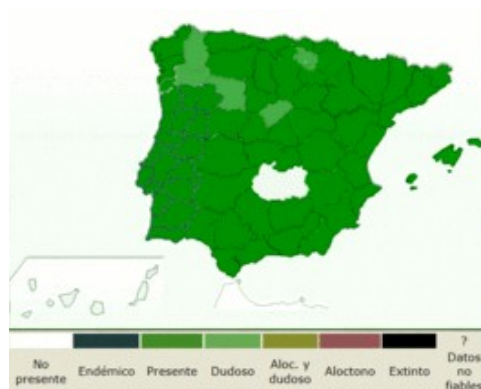 No presente
Endémico
Presente
Dudoso
Aloc. y dudoso
Aloctono
Extinto
?
Datos no fiables